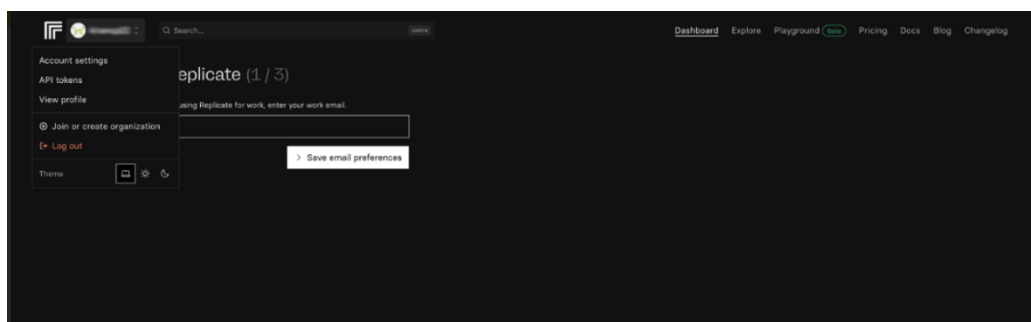 Search...
Dashboard Explore Playground Beta Pricing Docs Blog Changelog
Account settings
API tokens
View profile
Join or create organization
Log out
Theme
eplicate (1 / 3)
using Replicate for work, enter your work email.
Save email preferences